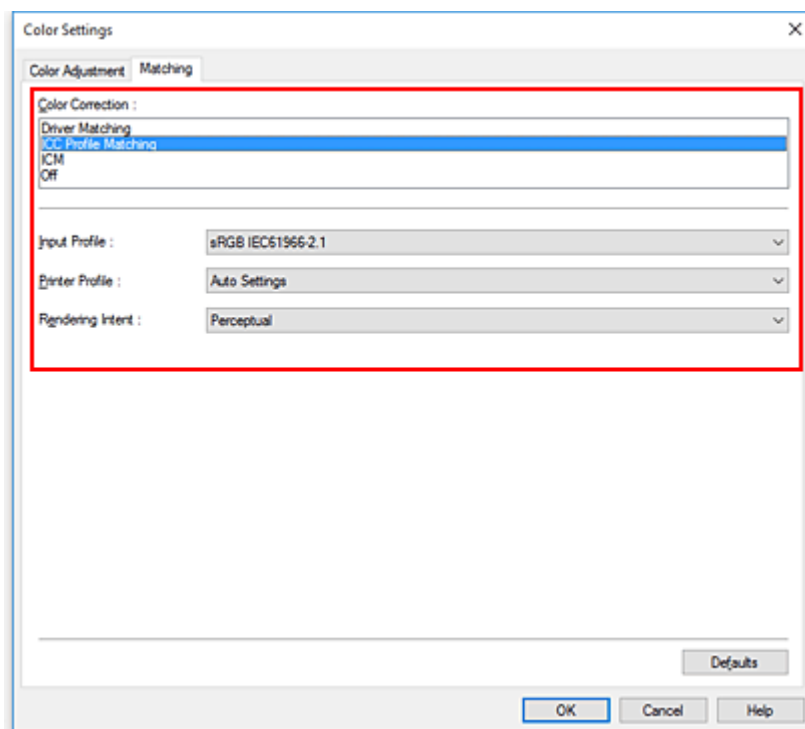 Color Settings
Color Adjustment Matching
Color Correction :
Driver Matching
ICC Profile Matching
ICM
Off
Input Profile : sRGB IEC61966-2.1
Printer Profile : Auto Settings
Rendering Intent : Perceptual
Defaults
OK Cancel Help